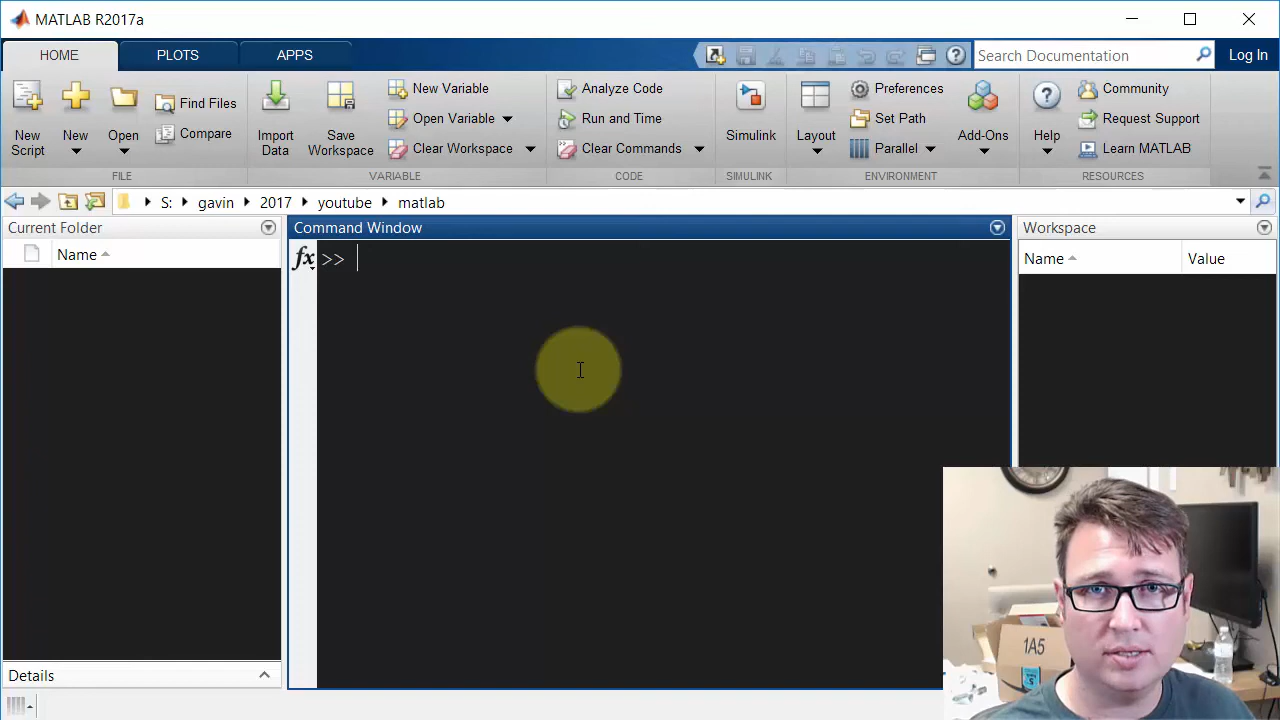 MATLAB R2017a
HOME PLOTS APPS
Search Documentation
Log In
New Script
New
Open
Find Files
Compare
FILE
Import Data
Save Workspace
New Variable
Open Variable
Clear Workspace
VARIABLE
Analyze Code
Run and Time
Clear Commands
CODE
Simulink
SIMULINK
Layout
Preferences
Set Path
Parallel
Add-Ons
ENVIRONMENT
Help
Community
Request Support
Learn MATLAB
RESOURCES
S: gavin 2017 youtube matlab
Current Folder
Name
Details
Command Window
fx >>
Workspace
Name Value
1A5